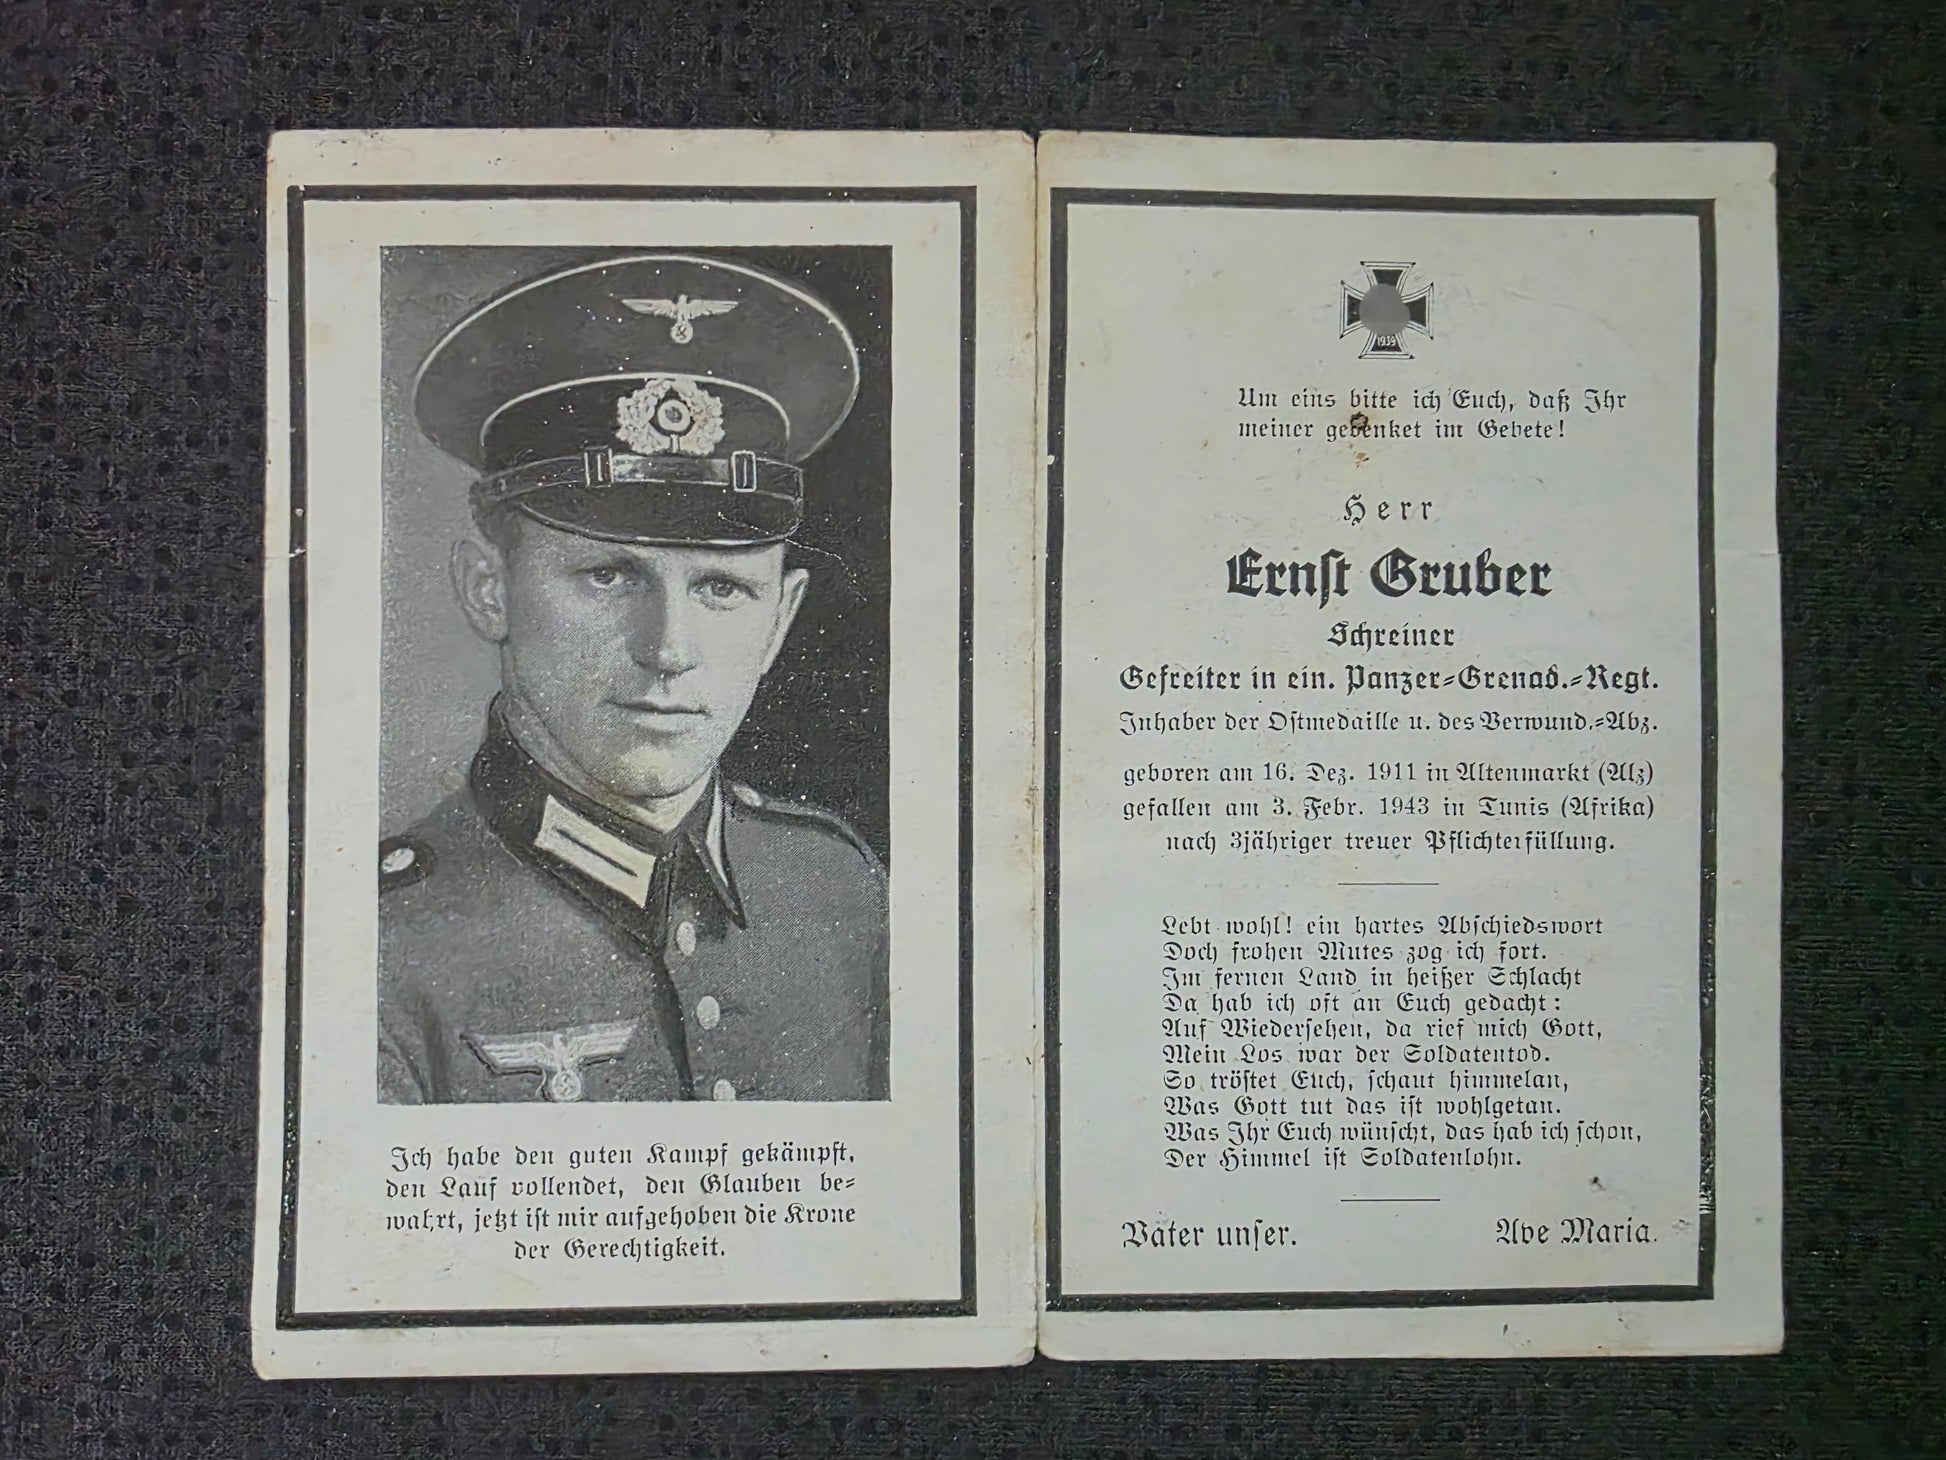 Ich habe den guten Kampf gekämpft,
den Lauf vollendet, den Glauben be=
wahrt, jetzt ist mir aufgehoben die Krone
der Gerechtigkeit.
1939
Um eins bitte ich Euch, daß Ihr
meiner gedenket im Gebete!
Herr
Ernst Gruber
Schreiner
Gefreiter in ein. Panzer=Grenad.=Regt.
Inhaber der Ostmedaille u. des Verwund.=Abz.
geboren am 16. Dez. 1911 in Altenmarkt (Alz)
gefallen am 3. Febr. 1943 in Tunis (Afrika)
nach 3jähriger treuer Pflichterfüllung.
Lebt wohl! ein hartes Abschiedswort
Doch frohen Mutes zog ich fort.
Im fernen Land in heißer Schlacht
Da hab ich oft an Euch gedacht:
Auf Wiedersehen, da rief mich Gott,
Mein Los war der Soldatentod.
So tröstet Euch, schaut himmelan,
Was Gott tut das ist wohlgetan.
Was Ihr Euch wünscht, das hab ich schon,
Der Himmel ist Soldatenlohn.
Vater unser. Ave Maria.